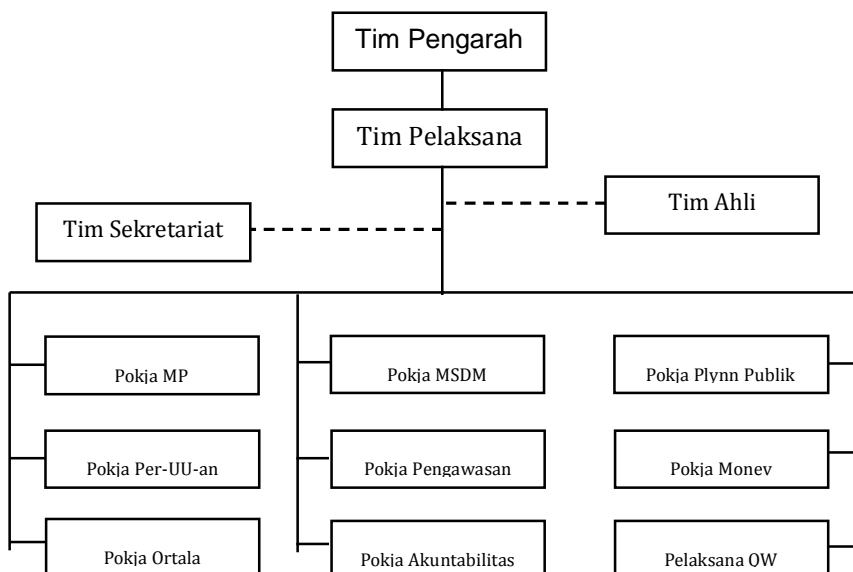 Tim Pengarah
Tim Pelaksana
Tim Ahli
Tim Sekretariat
Pokja MP
Pokja MSDM
Pokja Plynn Publik
Pokja Per-UU-an
Pokja Pengawasan
Pokja Monev
Pokja Ortala
Pokja Akuntabilitas
Pelaksana QW